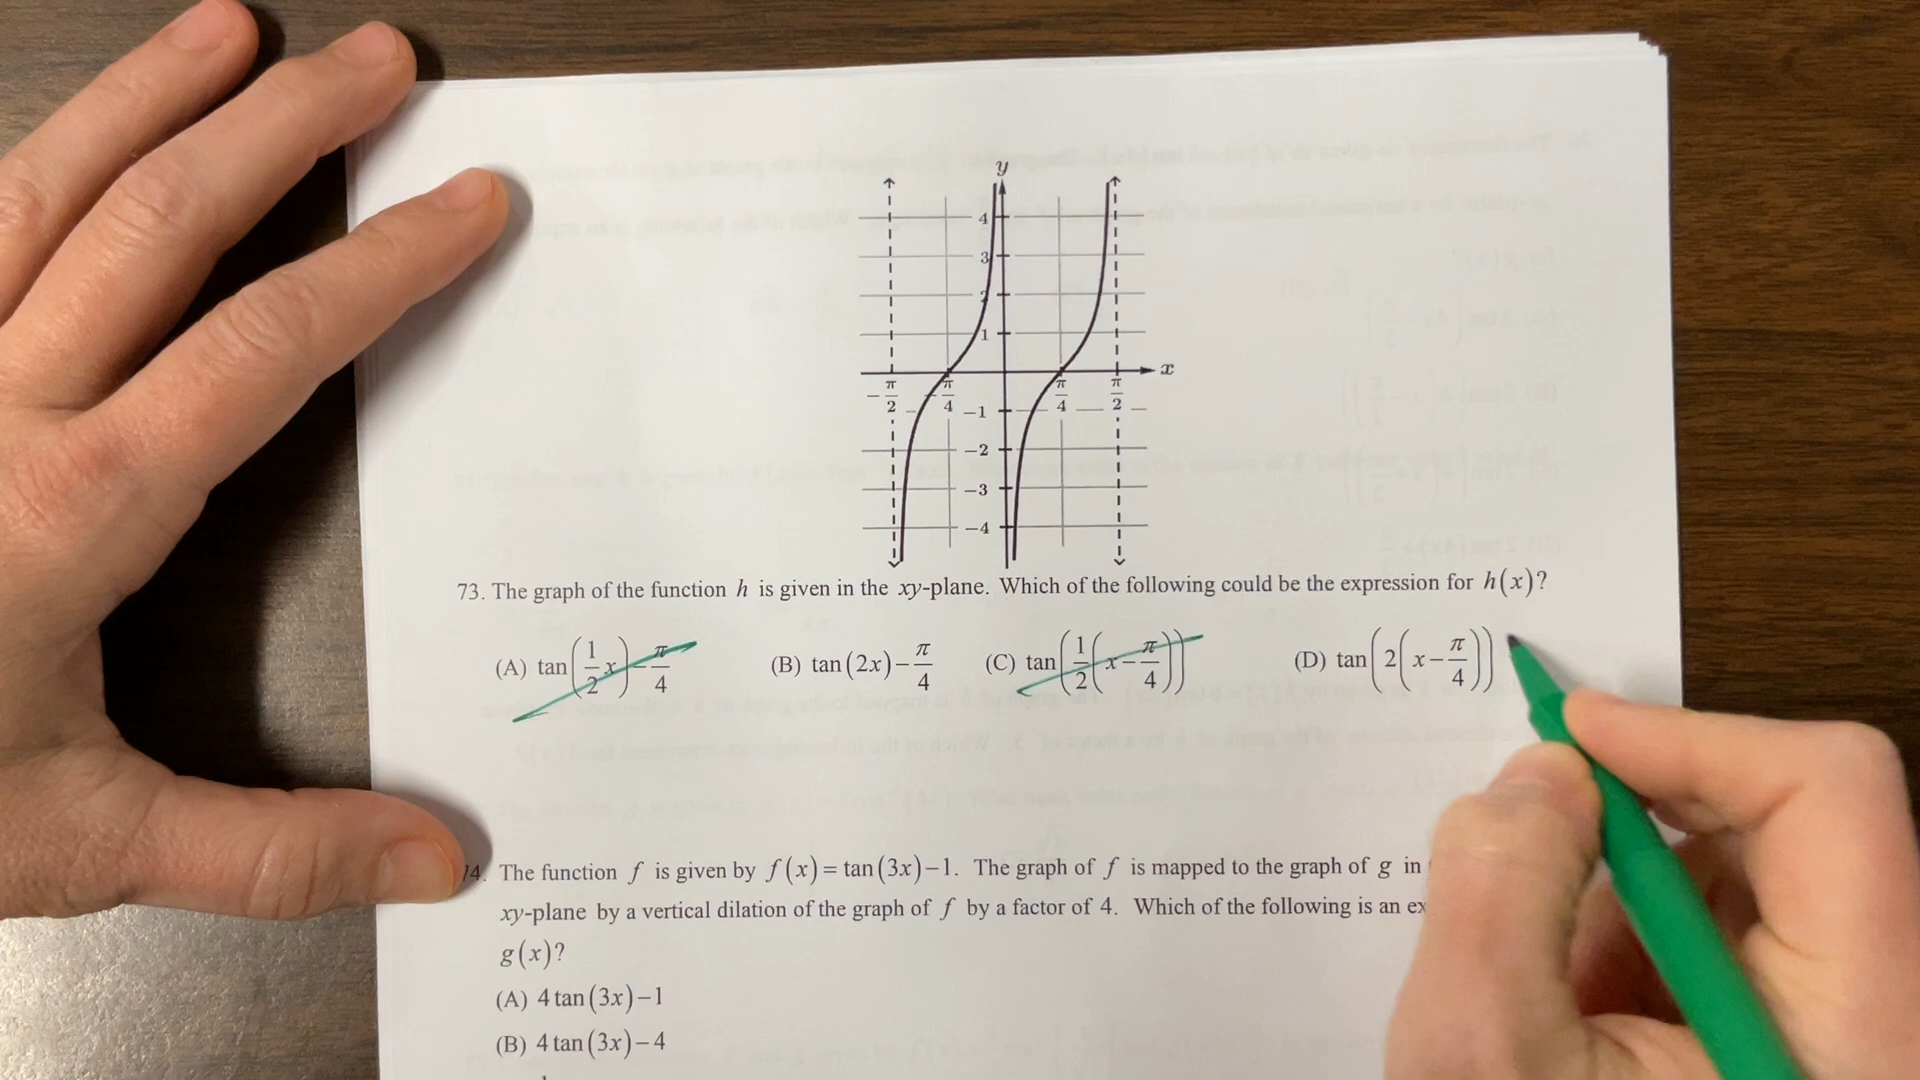 y
4
3
2
1
x
-π/2 π/4 π/4 π/2
-1
-2
-3
-4
73. The graph of the function h is given in the xy-plane. Which of the following could be the expression for h(x)?
(A) tan(1/2 x) - π/4 (B) tan(2x) - π/4 (C) tan(1/2(x - π/4)) (D) tan(2(x - π/4))
74. The function f is given by f(x) = tan(3x) - 1. The graph of f is mapped to the graph of g in
xy-plane by a vertical dilation of the graph of f by a factor of 4. Which of the following is an ex
g(x)?
(A) 4 tan(3x) - 1
(B) 4 tan(3x) - 4